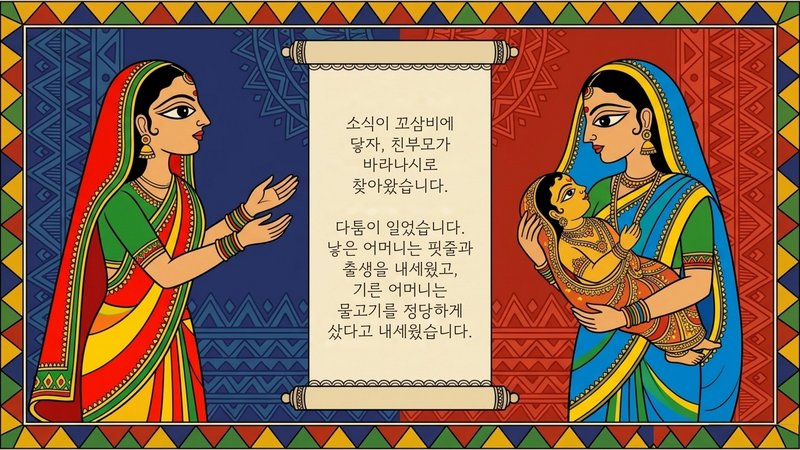 소식이 꼬삼비에
닿자, 친부모가
바라나시로
찾아왔습니다.
다툼이 일었습니다.
낳은 어머니는 핏줄과
출생을 내세웠고,
기른 어머니는
물고기를 정당하게
샀다고 내세웠습니다.